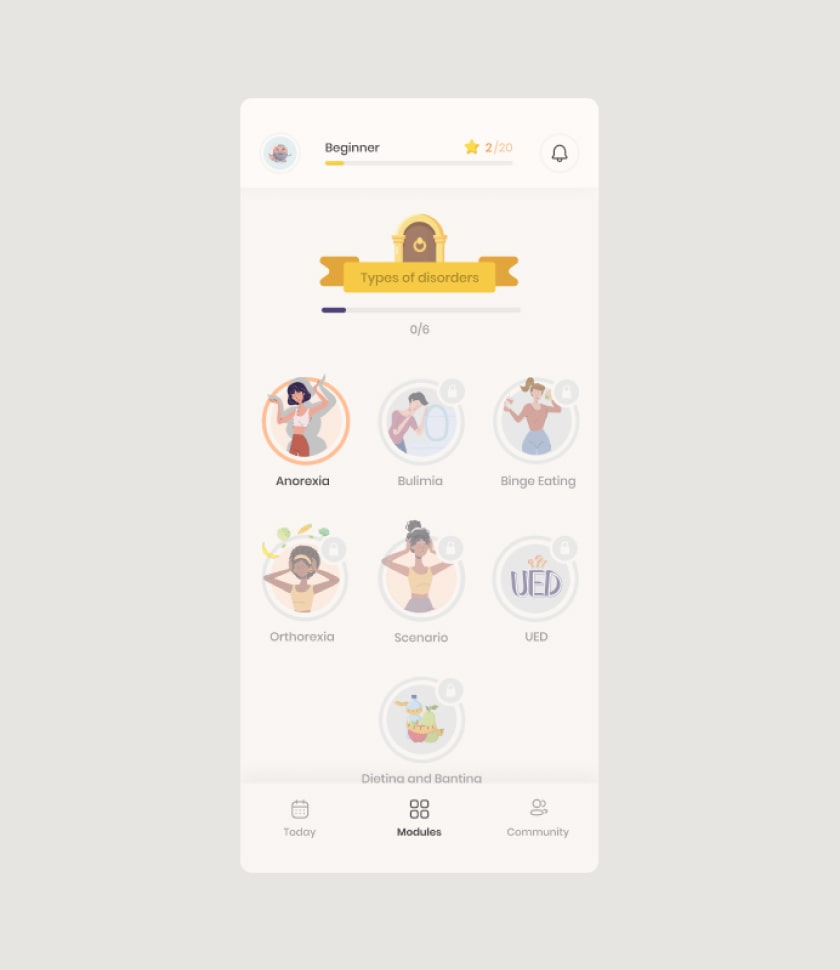 Beginner
2/20
Types of disorders
0/6
Anorexia
Bulimia
Binge Eating
Orthorexia
Scenario
UED
UED
Dieting and Banting
Today
Modules
Community